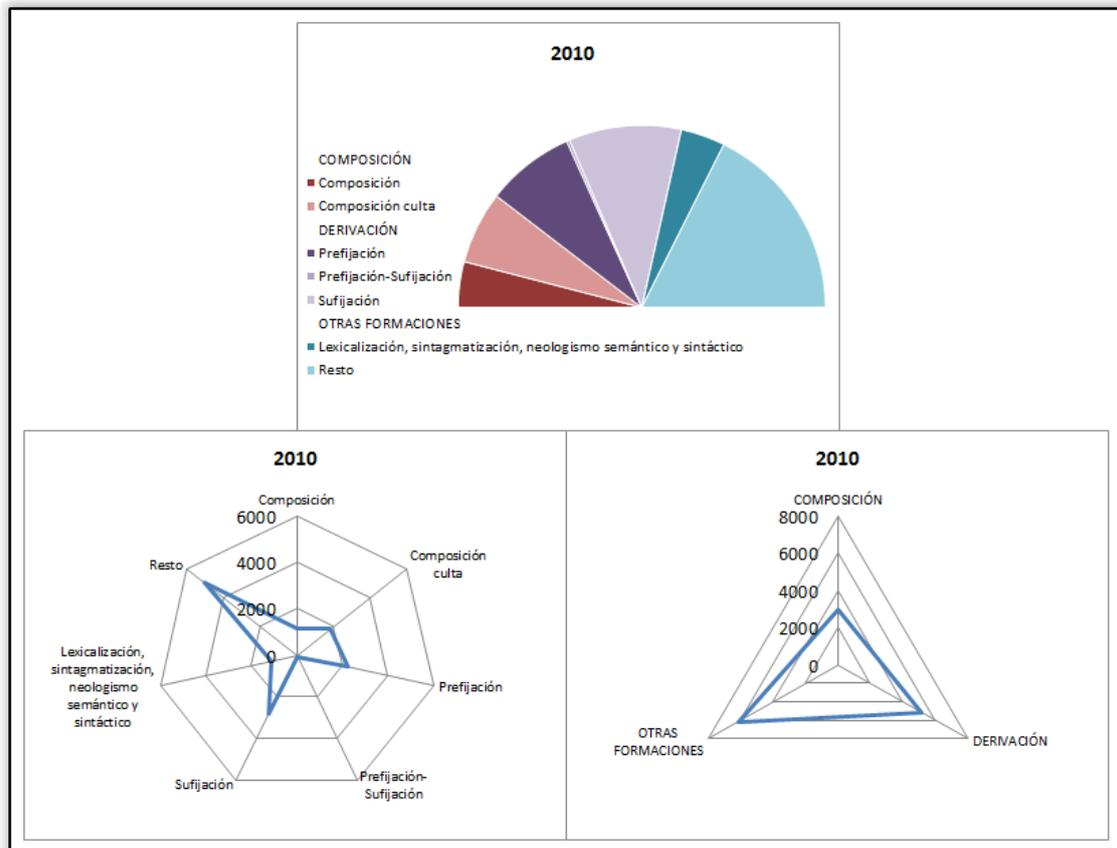 2010
COMPOSICIÓN
Composición
Composición culta
DERIVACIÓN
Prefijación
Prefijación-Sufijación
Sufijación
OTRAS FORMACIONES
Lexicalización, sintagmatización, neologismo semántico y sintáctico
Resto
2010
Composición
6000
4000
2000
0
Composición
culta
Prefijación
Prefijación-
Sufijación
Sufijación
Lexicalización,
sintagmatización,
neologismo
semántico y
sintáctico
Resto
2010
COMPOSICIÓN
8000
6000
4000
2000
0
DERIVACIÓN
OTRAS
FORMACIONES